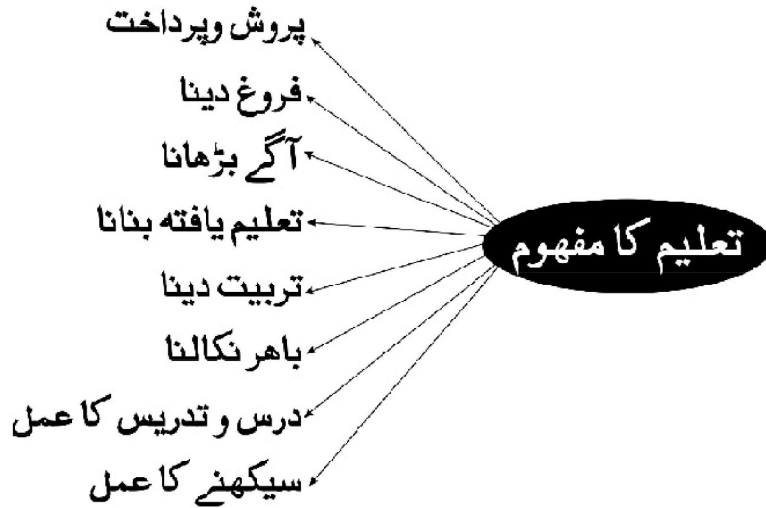 تعلیم کا مفہوم
پروش وپرداخت
فروغ دینا
آگے بڑھانا
تعلیم یافتہ بنانا
تربیت دینا
باھر نکالنا
درس و تدریس کا عمل
سیکھنے کا عمل